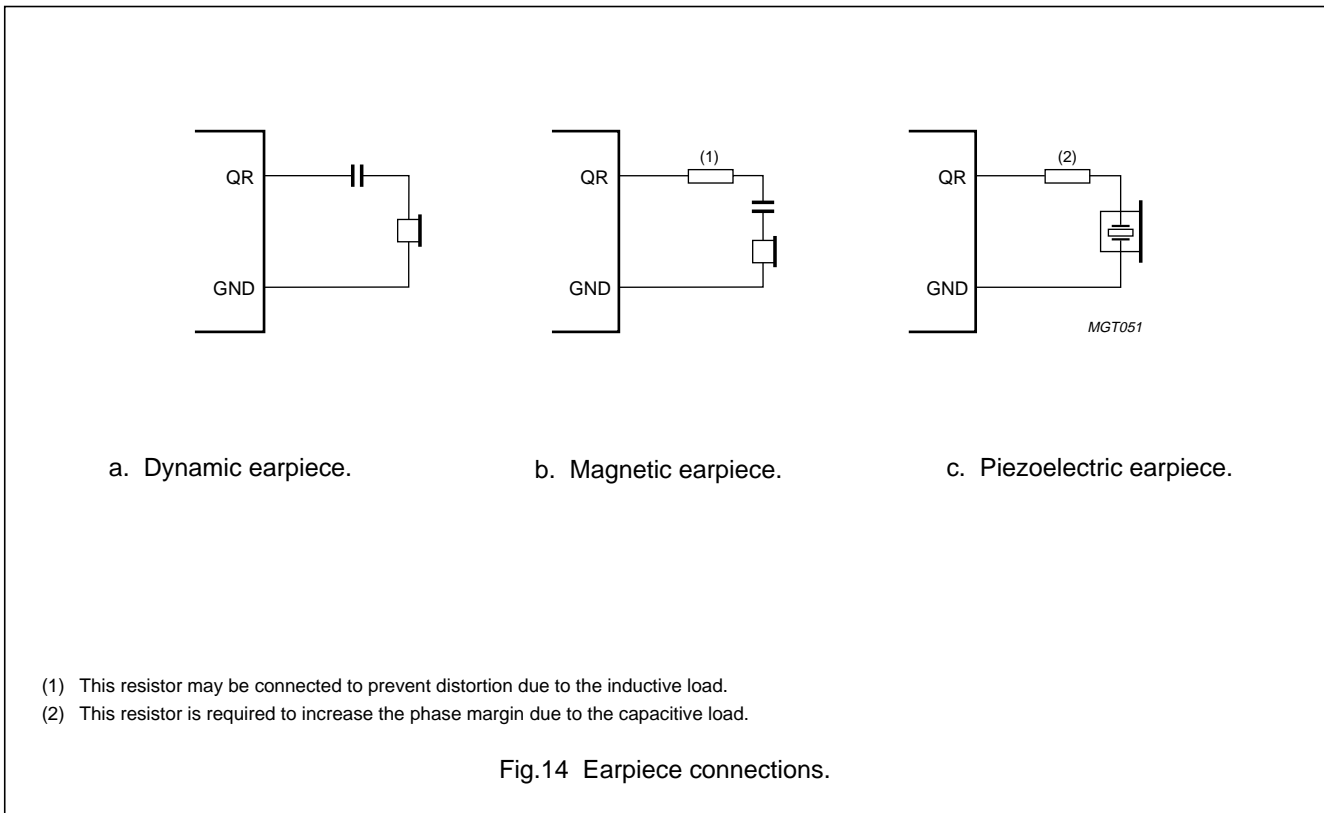 QR
GND
(1)
QR
GND
(2)
QR
GND
MGT051
a. Dynamic earpiece.
b. Magnetic earpiece.
c. Piezoelectric earpiece.
(1) This resistor may be connected to prevent distortion due to the inductive load.
(2) This resistor is required to increase the phase margin due to the capacitive load.
Fig.14 Earpiece connections.